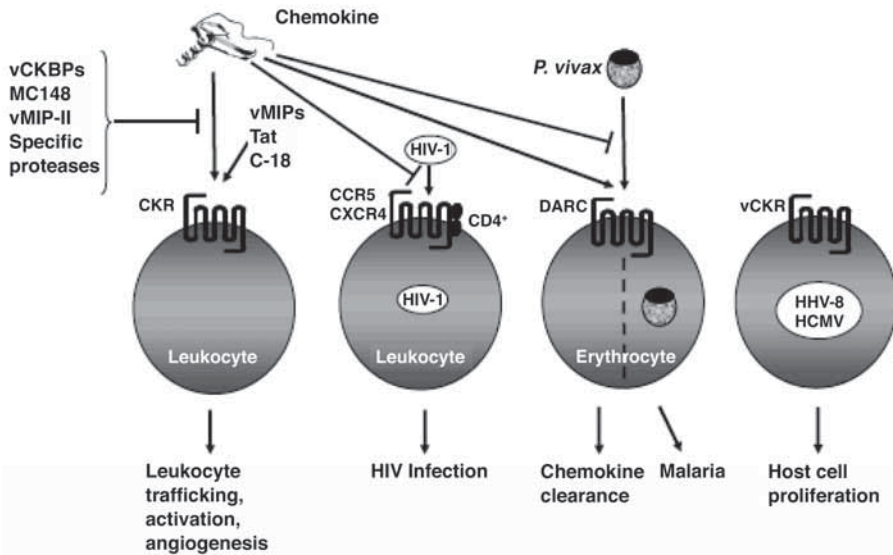 Chemokine
vCKBPs
MC148
vMIP-II
Specific
proteases
vMIPs
Tat
C-18
P. vivax
HIV-1
CKR
CCR5
CXCR4
CD4+
DARC
vCKR
HIV-1
HHV-8
HCMV
Leukocyte
Leukocyte
Erythrocyte
Leukocyte
trafficking,
activation,
angiogenesis
HIV Infection
Chemokine
clearance
Malaria
Host cell
proliferation